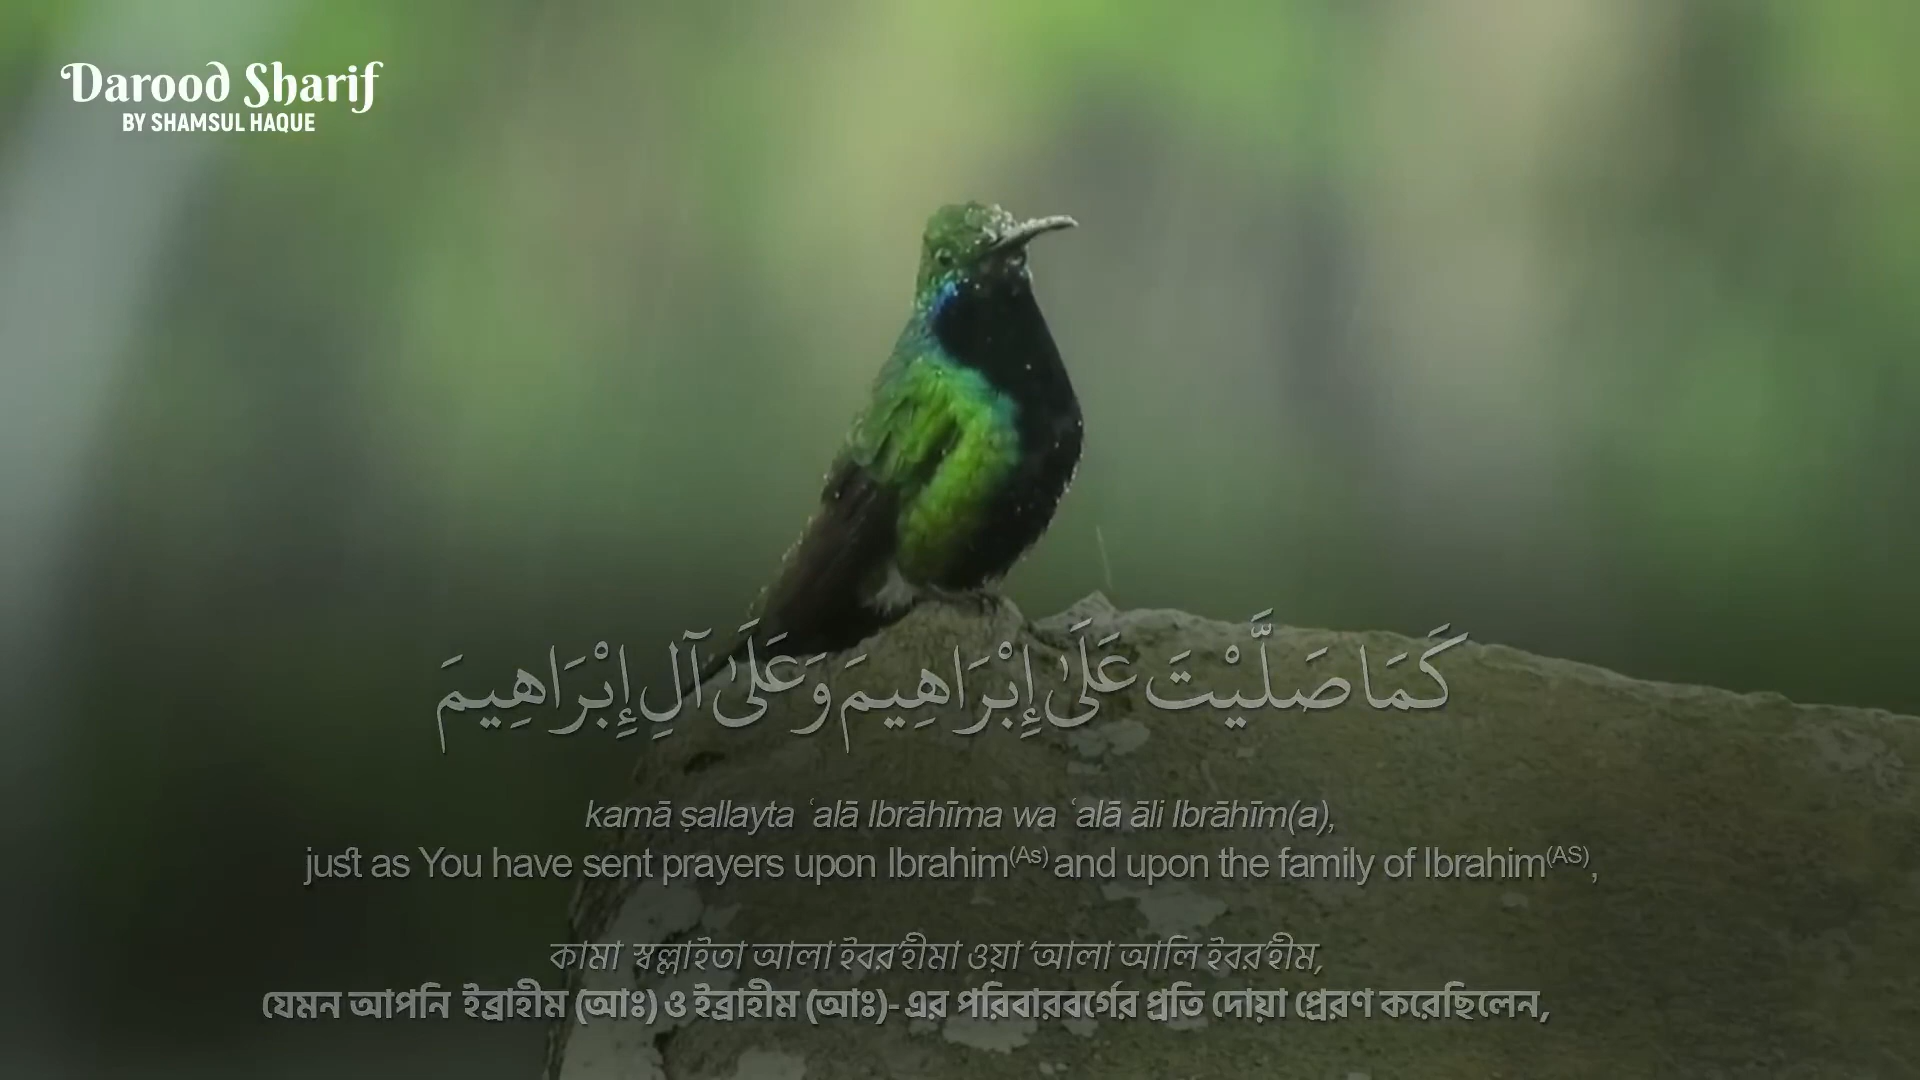 Darood Sharif
BY SHAMSUL HAQUE
كَمَا صَلَّيْتَ عَلَىٰ إِبْرَاهِيمَ وَعَلَىٰ آلِ إِبْرَاهِيمَ
kamā ṣallayta ʿalā Ibrāhīma wa ʿalā āli Ibrāhīm(a),
just as You have sent prayers upon Ibrahim(As) and upon the family of Ibrahim(AS),
কামা স্বল্লাইতা আলা ইবর’হীমা ওয়া ‘আলা আলি ইবর’হীম,
যেমন আপনি ইব্রাহীম (আঃ) ও ইব্রাহীম (আঃ)- এর পরিবারবর্গের প্রতি দোয়া প্রেরণ করেছিলেন,